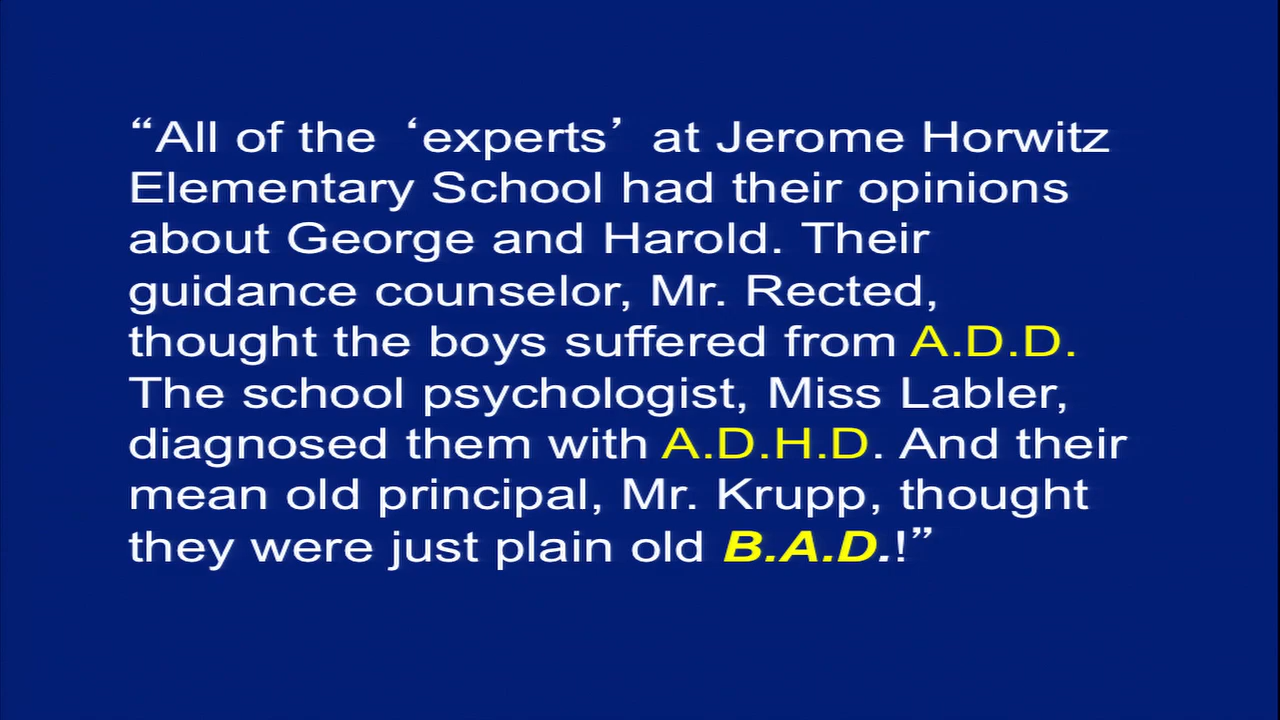 “All of the ‘experts’ at Jerome Horwitz
Elementary School had their opinions
about George and Harold. Their
guidance counselor, Mr. Rected,
thought the boys suffered from A.D.D.
The school psychologist, Miss Labler,
diagnosed them with A.D.H.D. And their
mean old principal, Mr. Krupp, thought
they were just plain old B.A.D.!”